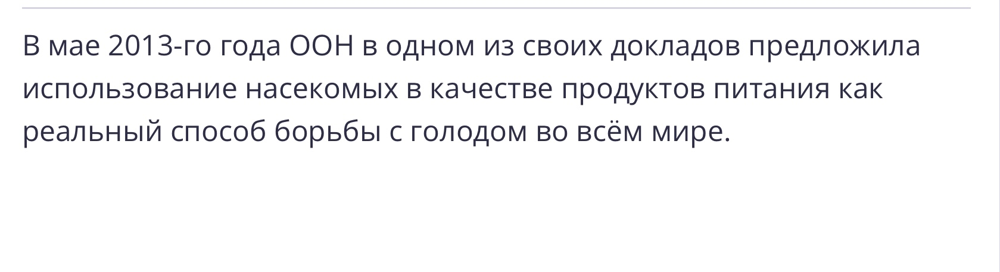 В мае 2013-го года ООН в одном из своих докладов предложила
использование насекомых в качестве продуктов питания как
реальный способ борьбы с голодом во всём мире.